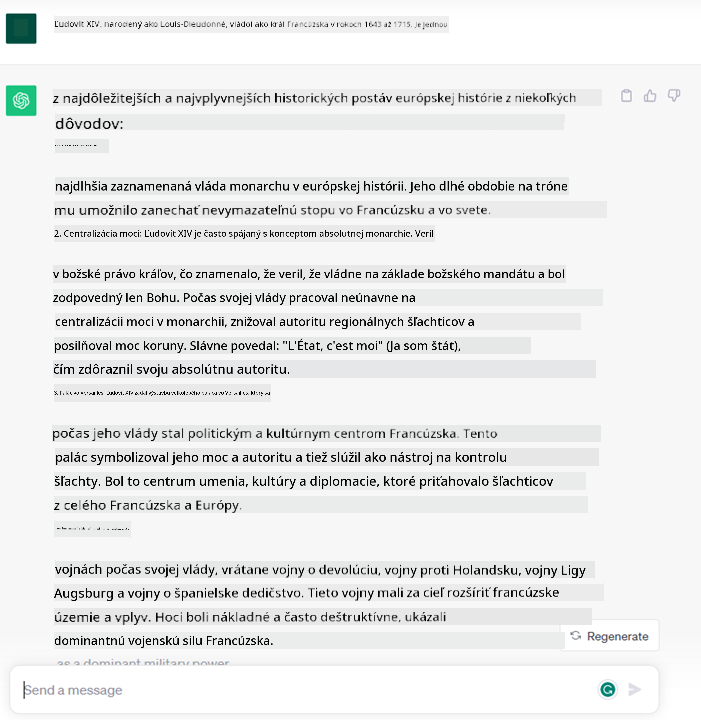 Ľudovít XIV, narodený ako Louis-Dieudonné, vládol ako kráľ Francúzska v rokoch 1643 až 1715. Je jednou
z najdôležitejších a najvplyvnejších historických postáv európskej histórie z niekoľkých
dôvodov:
najdlhšia zaznamenaná vláda monarchu v európskej histórii. Jeho dlhé obdobie na tróne
mu umožnilo zanechať nevymazateľnú stopu vo Francúzsku a vo svete.
2. Centralizácia moci: Ľudovít XIV je často spájaný s konceptom absolutnej monarchie. Veril
v božské právo kráľov, čo znamenalo, že veril, že vládne na základe božského mandátu a bol
zodpovedný len Bohu. Počas svojej vlády pracoval neúnavne na
centralizácii moci v monarchii, znižoval autoritu regionálnych šľachticov a
posilňoval moc koruny. Slávne povedal: "L'État, c'est moi" (Ja som štát),
čím zdôraznil svoju absolútnu autoritu.
počas jeho vlády stal politickým a kultúrnym centrom Francúzska. Tento
palác symbolizoval jeho moc a autoritu a tiež slúžil ako nástroj na kontrolu
šľachty. Bol to centrum umenia, kultúry a diplomacie, ktoré priťahovalo šľachticov
z celého Francúzska a Európy.
vojnách počas svojej vlády, vrátane vojny o devolúciu, vojny proti Holandsku, vojny Ligy
Augsburg a vojny o španielske dedičstvo. Tieto vojny mali za cieľ rozšíriť francúzske
územie a vplyv. Hoci boli nákladné a často deštruktívne, ukázali
Regenerate
dominantnú vojenskú silu Francúzska.
as a dominant military power.
Send a message